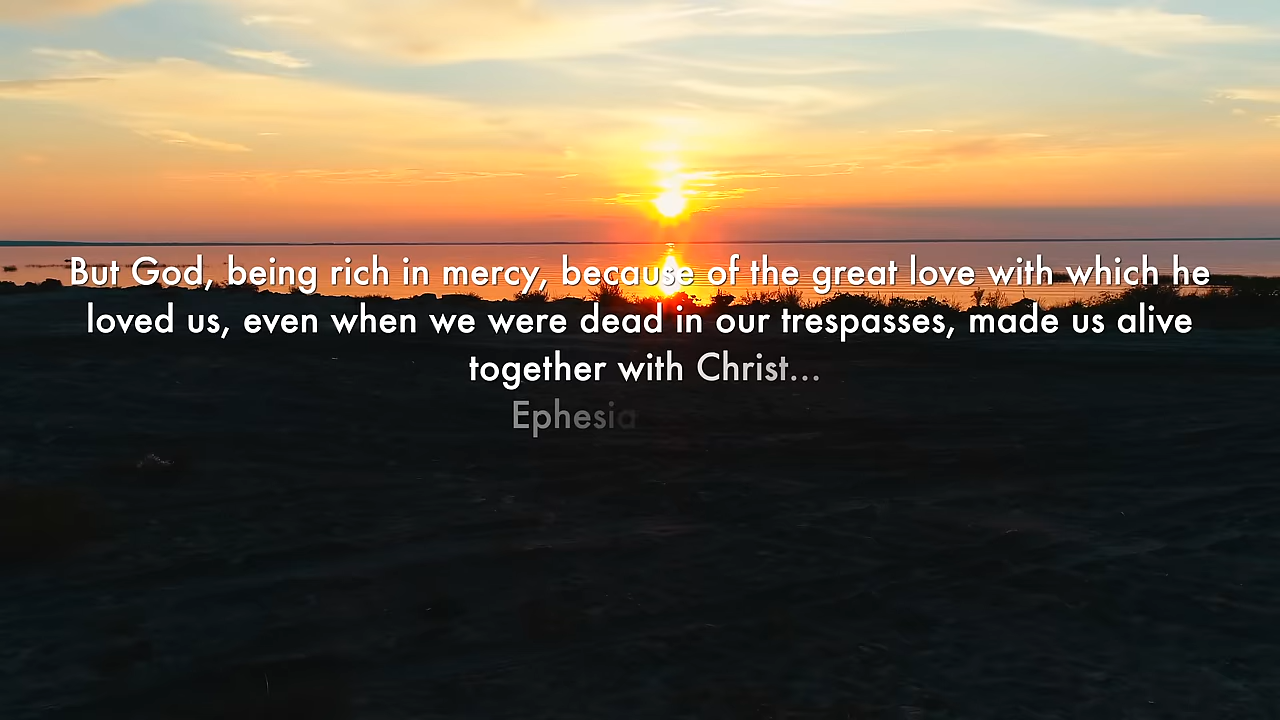 But God, being rich in mercy, because of the great love with which he
loved us, even when we were dead in our trespasses, made us alive
together with Christ...
Ephesia